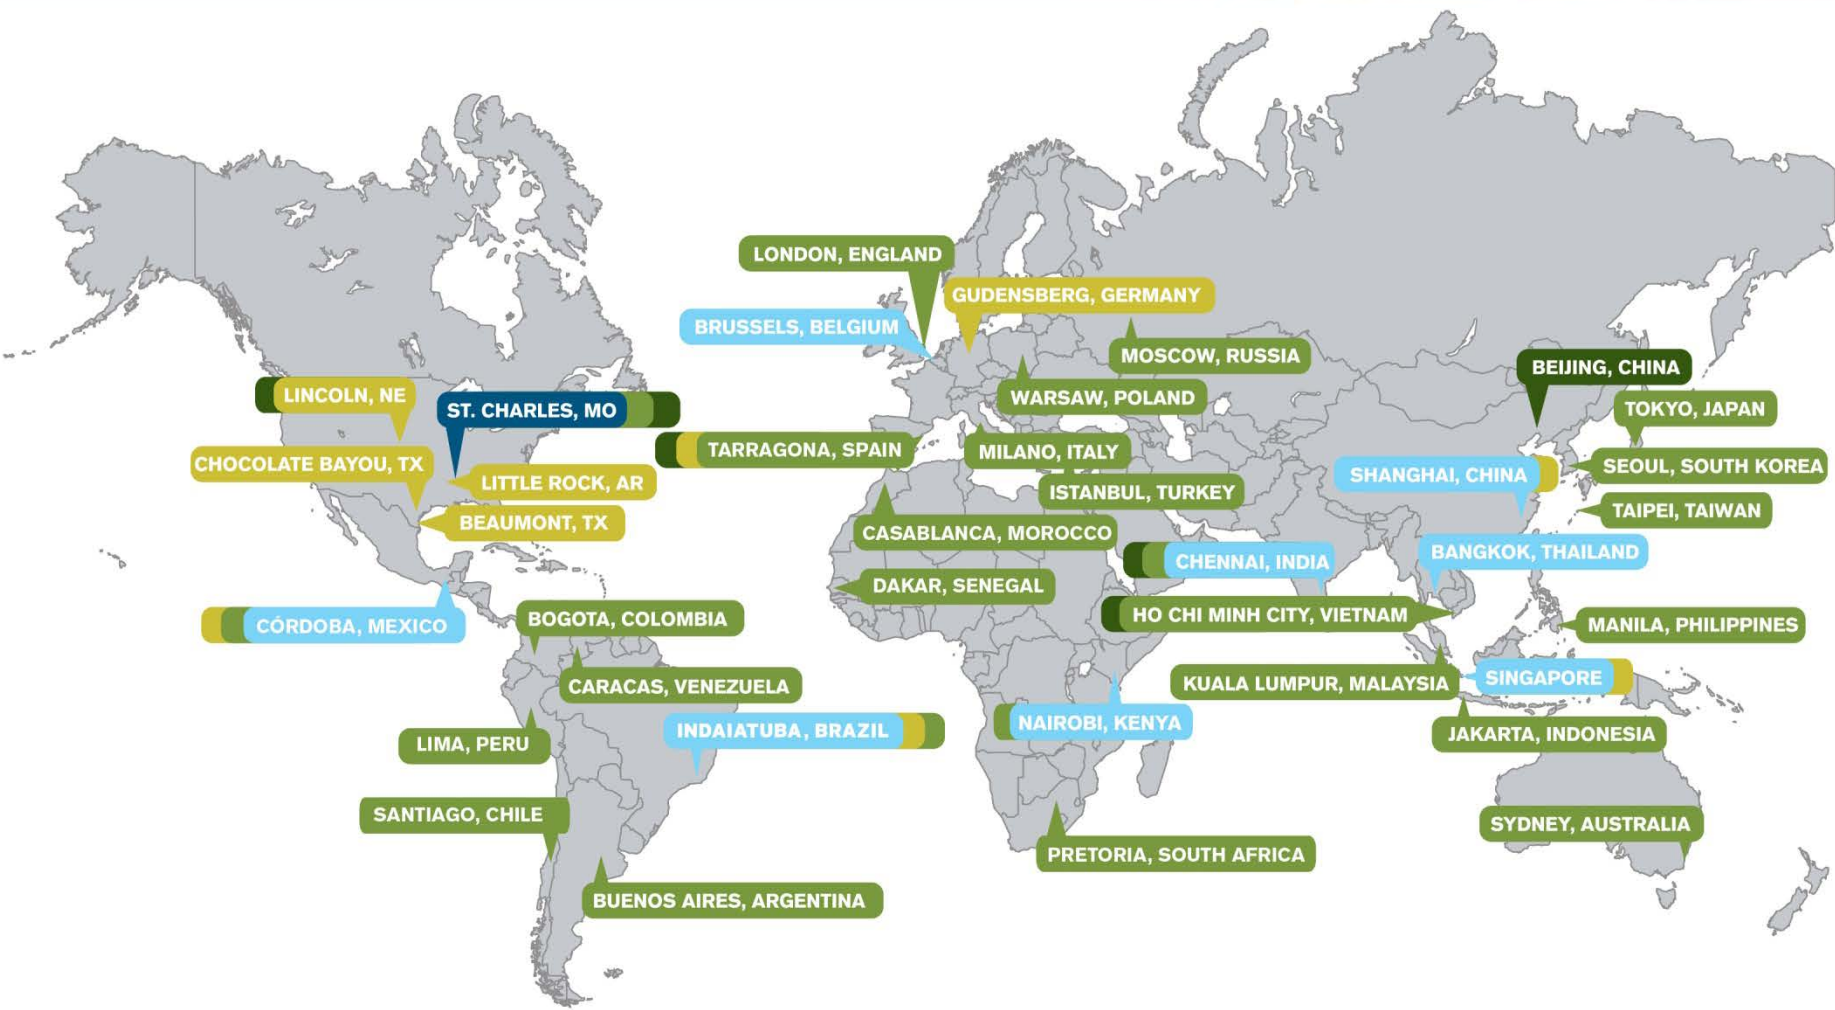 LONDON, ENGLAND
GUDENSBERG, GERMANY
BRUSSELS, BELGIUM
MOSCOW, RUSSIA
BEIJING, CHINA
LINCOLN, NE
WARSAW, POLAND
ST. CHARLES, MO
TOKYO, JAPAN
TARRAGONA, SPAIN
MILANO, ITALY
CHOCOLATE BAYOU, TX
SEOUL, SOUTH KOREA
SHANGHAI, CHINA
LITTLE ROCK, AR
ISTANBUL, TURKEY
TAIPEI, TAIWAN
BEAUMONT, TX
CASABLANCA, MOROCCO
BANGKOK, THAILAND
CHENNAI, INDIA
DAKAR, SENEGAL
HO CHI MINH CITY, VIETNAM
BOGOTA, COLOMBIA
CÓRDOBA, MEXICO
MANILA, PHILIPPINES
SINGAPORE
KUALA LUMPUR, MALAYSIA
CARACAS, VENEZUELA
NAIROBI, KENYA
INDAIATUBA, BRAZIL
JAKARTA, INDONESIA
LIMA, PERU
SANTIAGO, CHILE
SYDNEY, AUSTRALIA
PRETORIA, SOUTH AFRICA
BUENOS AIRES, ARGENTINA